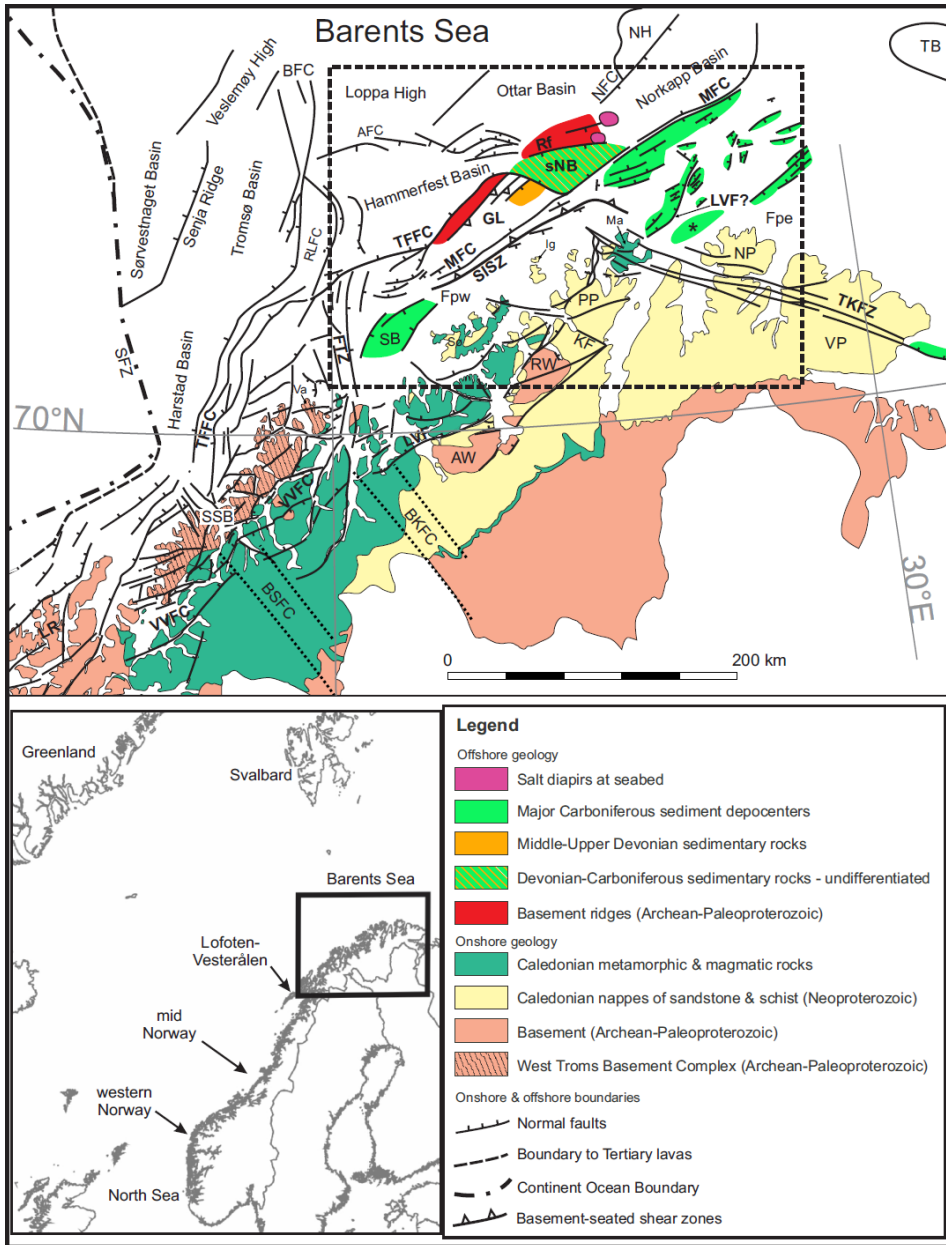 Barents Sea
NH
TB
Veslemøy High
BFC
Loppa High
Ottar Basin
NFC
Norkapp Basin
MFC
AFC
Rf
sNB
Sørvestnaget Basin
Senja Ridge
Tromsø Basin
RLFC
Hammerfest Basin
GL
LVF?
Fpe
*
Ma
TFFC
MFC
SISZ
Ig
NP
Fpw
PP
TKFZ
SB
Sø
KF
VP
SFZ
Harstad Basin
FTZ
RW
TFFC
Va
70°N
LVF
AW
VVFC
SSB
BKFC
30°E
BSFC
LR
VVFC
0
200 km
Greenland
Svalbard
Barents Sea
Lofoten-
Vesterålen
mid
Norway
western
Norway
North Sea
Legend
Offshore geology
Salt diapirs at seabed
Major Carboniferous sediment depocenters
Middle-Upper Devonian sedimentary rocks
Devonian-Carboniferous sedimentary rocks - undifferentiated
Basement ridges (Archean-Paleoproterozoic)
Onshore geology
Caledonian metamorphic & magmatic rocks
Caledonian nappes of sandstone & schist (Neoproterozoic)
Basement (Archean-Paleoproterozoic)
West Troms Basement Complex (Archean-Paleoproterozoic)
Onshore & offshore boundaries
Normal faults
Boundary to Tertiary lavas
Continent Ocean Boundary
Basement-seated shear zones